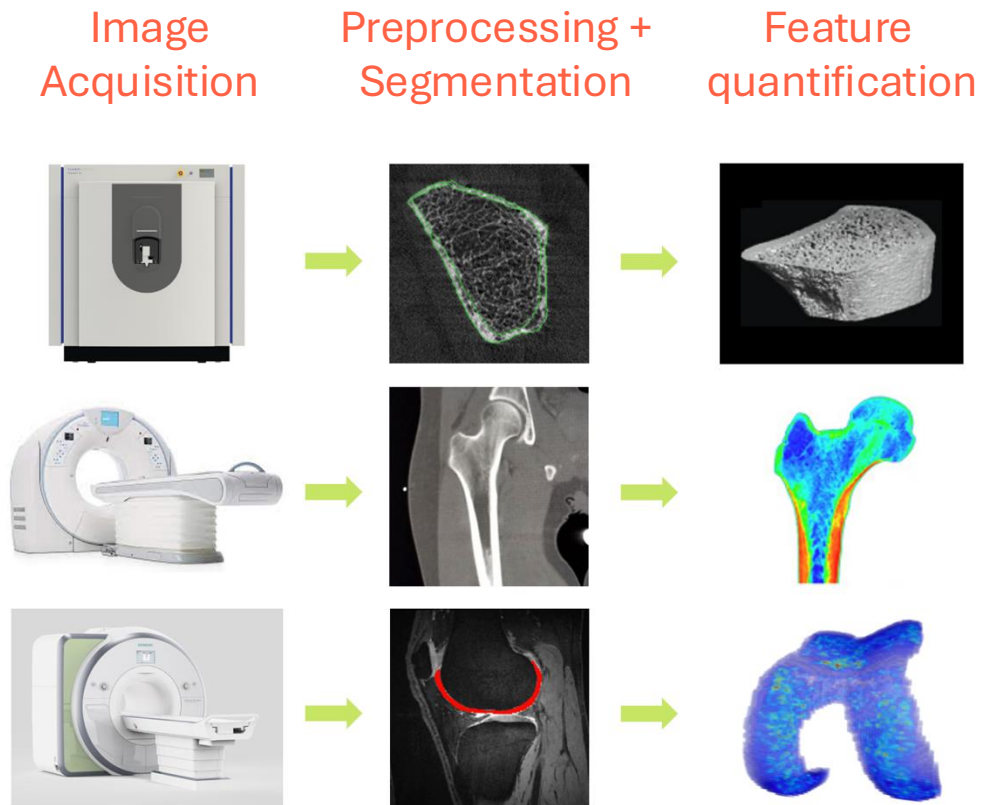 Image
Acquisition
Preprocessing +
Segmentation
Feature
quantification